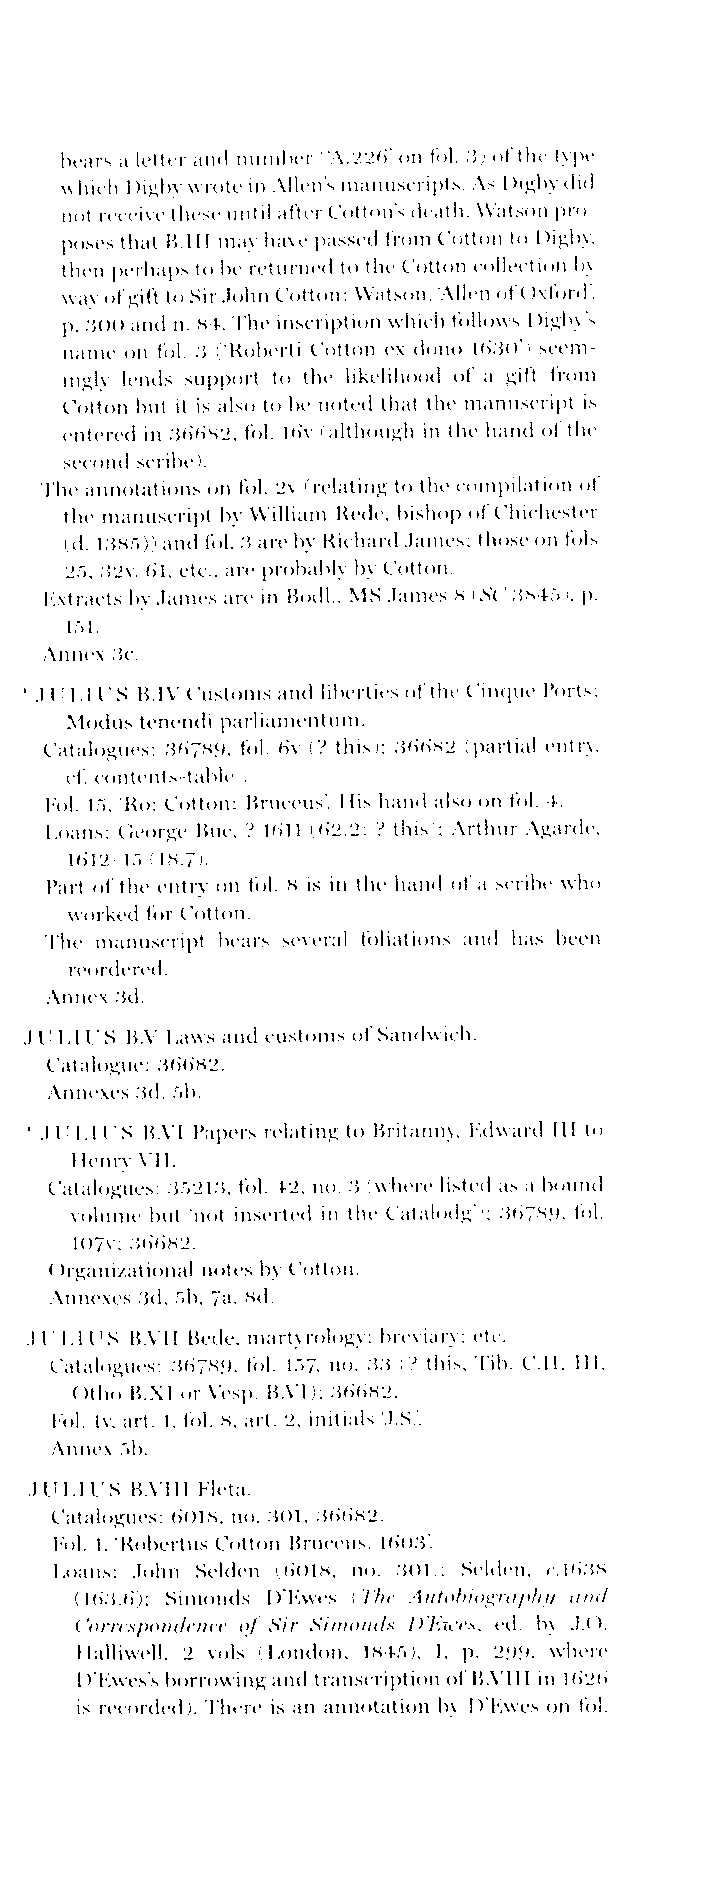 bears a letter and number ('A.226' on fol. 3) of the type
which Digby wrote in Allen's manuscripts. As Digby did
not receive these until after Cotton's death, Watson pro-
poses that B.III may have passed from Cotton to Digby,
then perhaps to be returned to the Cotton collection by
way of gift to Sir John Cotton: Watson, 'Allen of Oxford',
p. 300 and n. 84. The inscription which follows Digby's
name on fol. 3 ('Roberti Cotton ex dono 1630') seem-
ingly lends support to the likelihood of a gift from
Cotton but it is also to be noted that the manuscript is
entered in 36682, fol. 16v (although in the hand of the
second scribe).
The annotations on fol. 2v (relating to the compilation of
the manuscript by William Rede, bishop of Chichester
(d. 1385)) and fol. 3 are by Richard James; those on fols
25, 32v, 61, etc., are probably by Cotton.
Extracts by James are in Bodl., MS James 8 (SC 3845), p.
151.
Annex 3c.
* JULIUS B.IV Customs and liberties of the Cinque Ports;
Modus tenendi parliamentum.
Catalogues: 36789, fol. 6v (? this); 36682 (partial entry,
cf. contents-table).
Fol. 15, 'Ro: Cotton: Bruceus'. His hand also on fol. 4.
Loans: George Buc, ? 1611 (62.2: ? this); Arthur Agarde,
1612-15 (18.7).
Part of the entry on fol. 8 is in the hand of a scribe who
worked for Cotton.
The manuscript bears several foliations and has been
reordered.
Annex 3d.
JULIUS B.V Laws and customs of Sandwich.
Catalogue: 36682.
Annexes 3d, 5b.
* JULIUS B.VI Papers relating to Britanny, Edward III to
Henry VII.
Catalogues: 35213, fol. 42, no. 3 (where listed as a bound
volume but 'not inserted in the Catalodg'); 36789, fol.
107v; 36682.
Organizational notes by Cotton.
Annexes 3d, 5b, 7a, 8d.
JULIUS B.VII Bede, martyrology; breviary; etc.
Catalogues: 36789, fol. 157, no. 33 (? this, Tib. C.II, III,
Otho B.XI or Vesp. B.VI); 36682.
Fol. 1v, art. 1, fol. 8, art. 2, initials 'J.S.'.
Annex 5b.
JULIUS B.VIII Fleta.
Catalogues: 6018, no. 301, 36682.
Fol. 1, 'Robertus Cotton Bruceus, 1603'.
Loans: John Selden (6018, no. 301); Selden, c.1638
(163.6); Simonds D'Ewes (The Autobiography and
Correspondence of Sir Simonds D'Ewes, ed. by J.O.
Halliwell, 2 vols (London, 1845), I, p. 299, where
D'Ewes's borrowing and transcription of B.VIII in 1626
is recorded). There is an annotation by D'Ewes on fol.